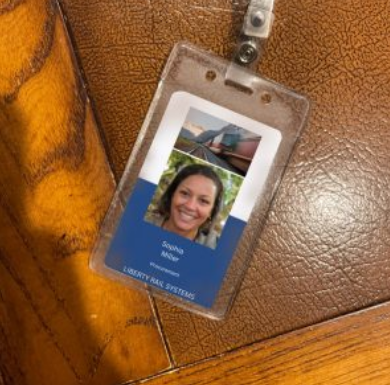 Sophia
Miller
Procurement
LIBERTY RAIL SYSTEMS